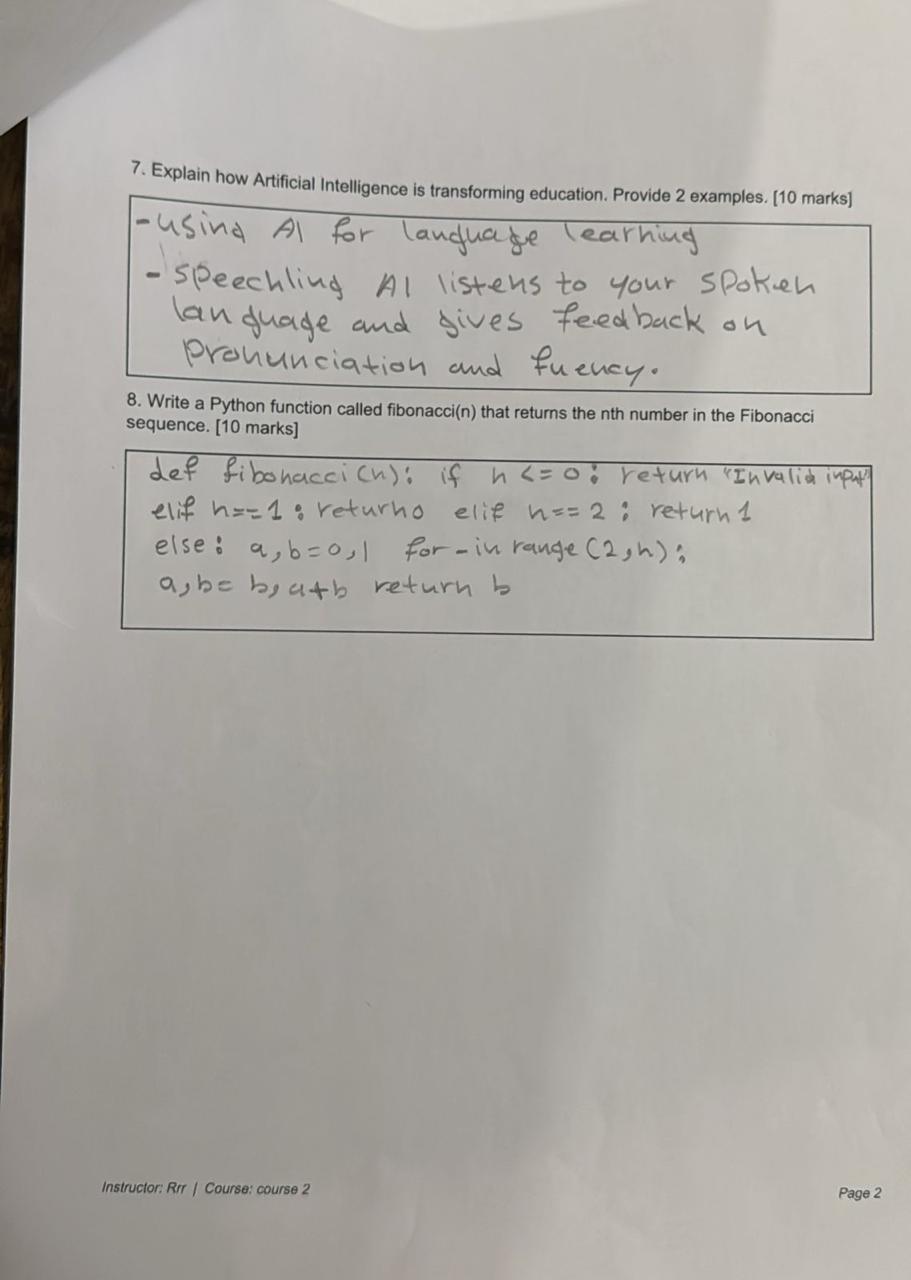 7. Explain how Artificial Intelligence is transforming education. Provide 2 examples. [10 marks]
- using AI for language learning
- speechling AI listens to your spoken
language and gives feedback on
pronunciation and fuency.
8. Write a Python function called fibonacci(n) that returns the nth number in the Fibonacci
sequence. [10 marks]
def fibonacci(n): if n <= 0: return "Invalid input"
elif n == 1: return 0 elif n == 2: return 1
else: a,b=0,1 for - in range(2,n):
a,b= b,a+b return b
Instructor: Rrr | Course: course 2
Page 2